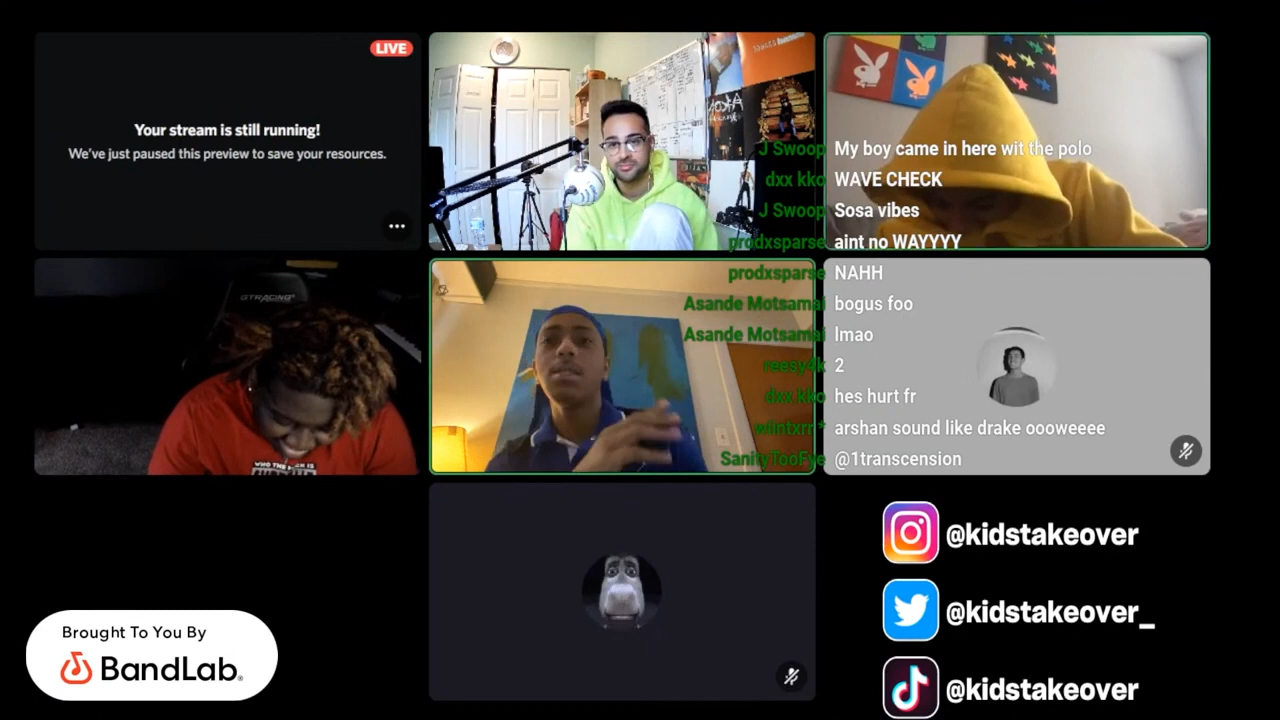 LIVE
Your stream is still running!
We've just paused this preview to save your resources.
J Swoop My boy came in here wit the polo
dxx kko WAVE CHECK
J Swoop Sosa vibes
prodxsparse aint no WAYYYY
prodxsparse NAHH
Asande Motsamai bogus foo
Asande Motsamai lmao
reesy4k 2
dxx kko hes hurt fr
arshan sound like drake oooweeee
SanityTooFye @1transcension
GTRACING
@kidstakeover
@kidstakeover_
@kidstakeover
Brought To You By
BandLab®